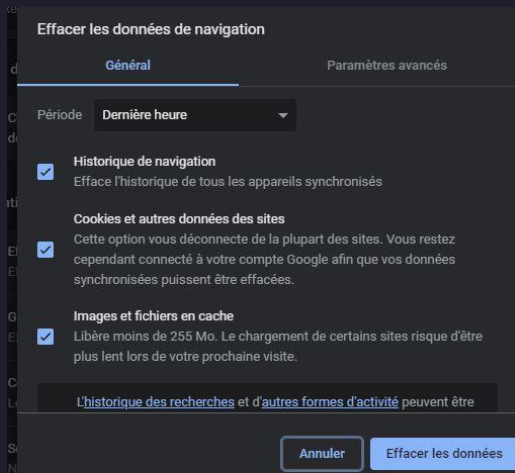 Effacer les données de navigation
Général
Paramètres avancés
Période
Dernière heure
Historique de navigation
Efface l'historique de tous les appareils synchronisés
Cookies et autres données des sites
Cette option vous déconnecte de la plupart des sites. Vous restez
cependant connecté à votre compte Google afin que vos données
synchronisées puissent être effacées.
Images et fichiers en cache
Libère moins de 255 Mo. Le chargement de certains sites risque d'être
plus lent lors de votre prochaine visite.
L'historique des recherches et d'autres formes d'activité peuvent être
Annuler
Effacer les données